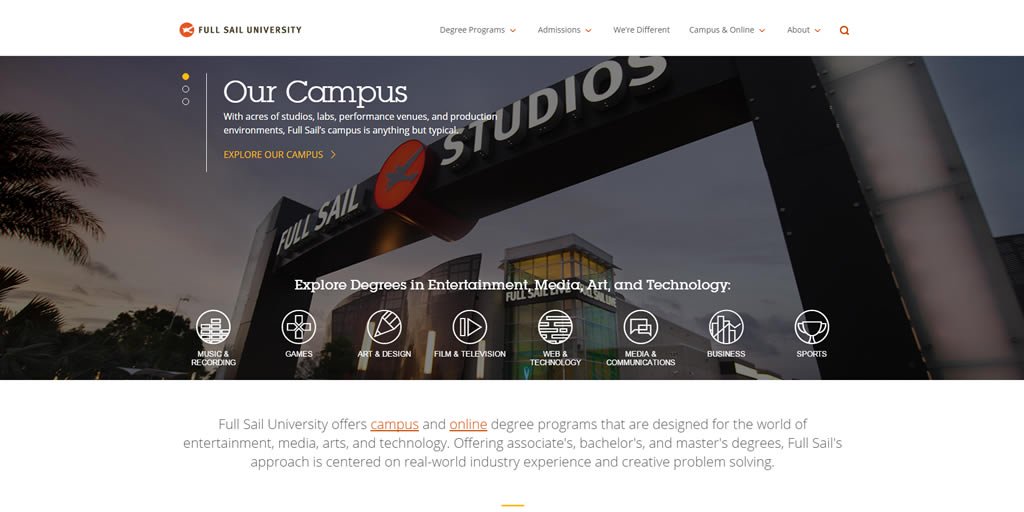 FULL SAIL UNIVERSITY
Degree Programs
Admissions
We're Different
Campus & Online
About
Our Campus
With acres of studios, labs, performance venues, and production
environments, Full Sail's campus is anything but typical.
EXPLORE OUR CAMPUS
FULL SAIL STUDIOS
Explore Degrees in Entertainment, Media, Art, and Technology:
FULL SAIL LIVE
MUSIC &
RECORDING
GAMES
ART & DESIGN
FILM & TELEVISION
WEB &
TECHNOLOGY
MEDIA &
COMMUNICATIONS
BUSINESS
SPORTS
Full Sail University offers campus and online degree programs that are designed for the world of
entertainment, media, arts, and technology. Offering associate's, bachelor's, and master's degrees, Full Sail's
approach is centered on real-world industry experience and creative problem solving.